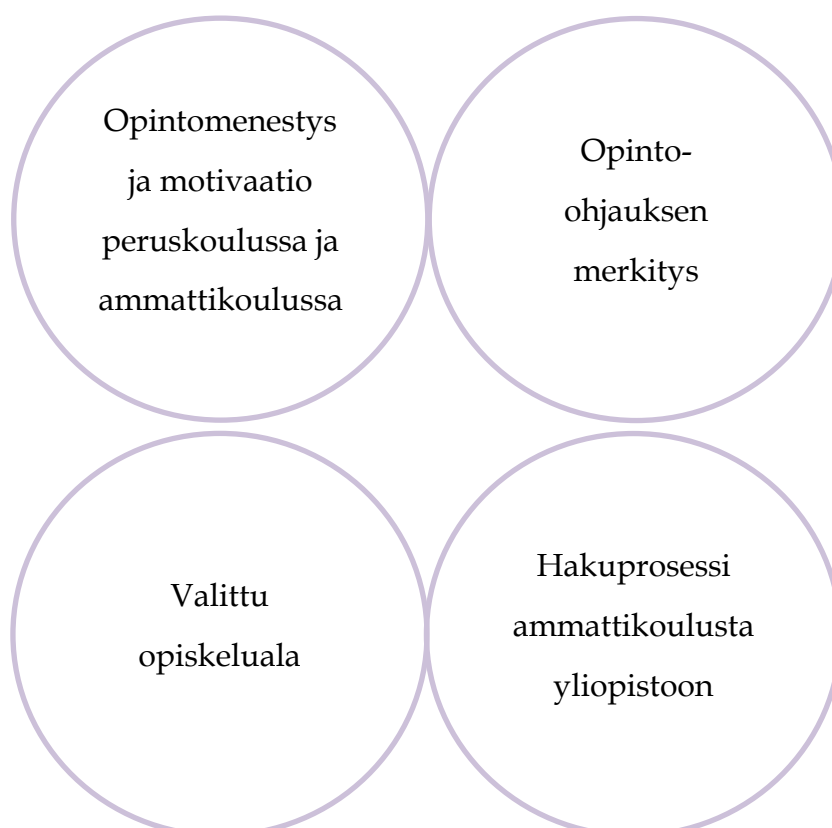 Opintomenestys
ja motivaatio
peruskoulussa ja
ammattikoulussa
Opinto-
ohjauksen
merkitys
Valittu
opiskeluala
Hakuprosessi
ammattikoulusta
yliopistoon